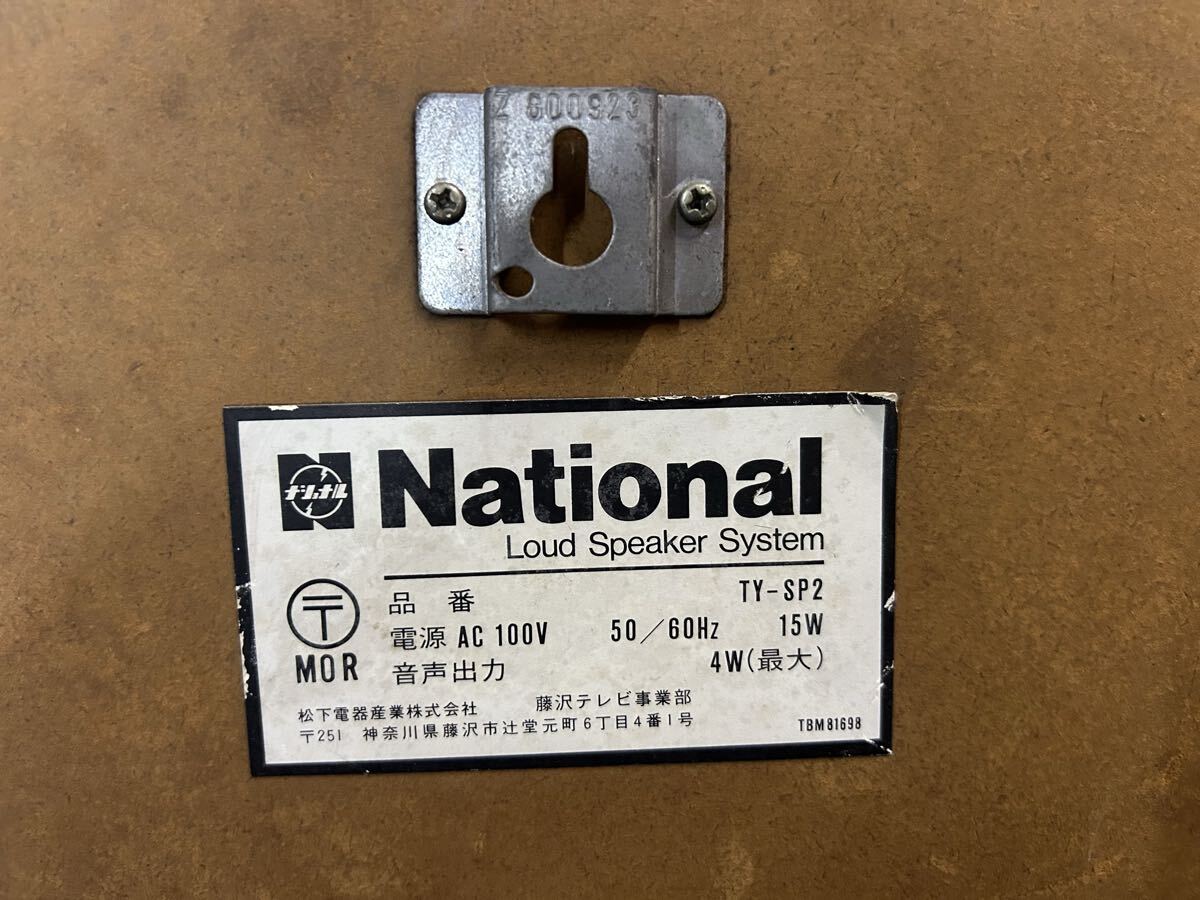 Z 600923
ナショナル
National
Loud Speaker System
〒
MOR
品番 TY-SP2
電源 AC 100V 50/60Hz 15W
音声出力 4W(最大)
松下電器産業株式会社 藤沢テレビ事業部
〒251 神奈川県藤沢市辻堂元町6丁目4番1号 TBM81698